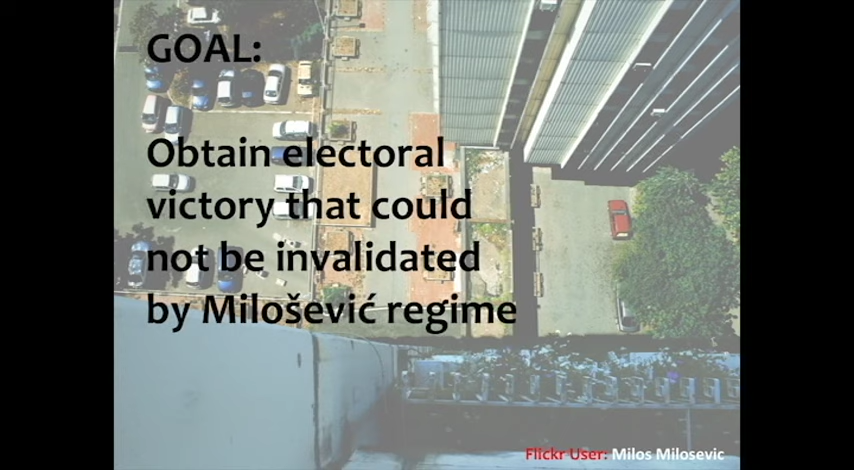 GOAL:
Obtain electoral
victory that could
not be invalidated
by Milošević regime
Flickr User: Milos Milosevic